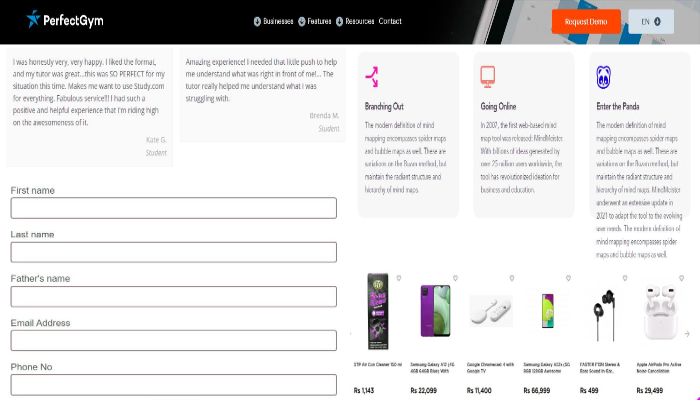 PerfectGym
Businesses
Features
Resources
Contact
Request Demo
EN
I was honestly very, very happy. I liked the format,
and my tutor was great...this was SO PERFECT for my
situation this time. Makes me want to use Study.com
for everything. Fabulous service!!! I had such a
positive and helpful experience that I'm riding high
on the awesomeness of it.
Kate G.
Student
Amazing experience! I needed that little push to help
me understand what was right in front of me!... The
tutor really helped me understand what I was
struggling with.
Brenda M.
Student
First name
Last name
Father's name
Email Address
Phone No
Branching Out
The modern definition of mind
mapping encompasses spider maps
and bubble maps as well. There are
variations on the Buzan method, but
maintain the radiant structure and
hierarchy of mind maps.
Going Online
In 2007, the first web-based mind
map tool was released: MindMeister.
With billions of ideas generated by
over 25 million users worldwide, the
tool has revolutionized ideation for
business and education.
Enter the Panda
The modern definition of mind
mapping encompasses spider maps
and bubble maps as well. There are
variations on the Buzan method, but
maintain the radiant structure and
hierarchy of mind maps. MindMeister
underwent an extensive update in
2021 to adapt the tool to the evolving
user needs. The modern definition of
mind mapping encompasses spider
maps and bubble maps as well.
STP Air Con Cleaner 150 ml
Rs 1,143
Samsung Galaxy A12 (4G
4GB 64GB Black With
Rs 22,099
Google Chromecast 4 with
Google TV
Rs 11,400
Samsung Galaxy
8GB 128GB Awesome
Rs 66,999
FASTER Stereo &
Bass Sound In-Ear...
Rs 499
Apple AirPods Pro Active
Noise Cancellation
Rs 29,499